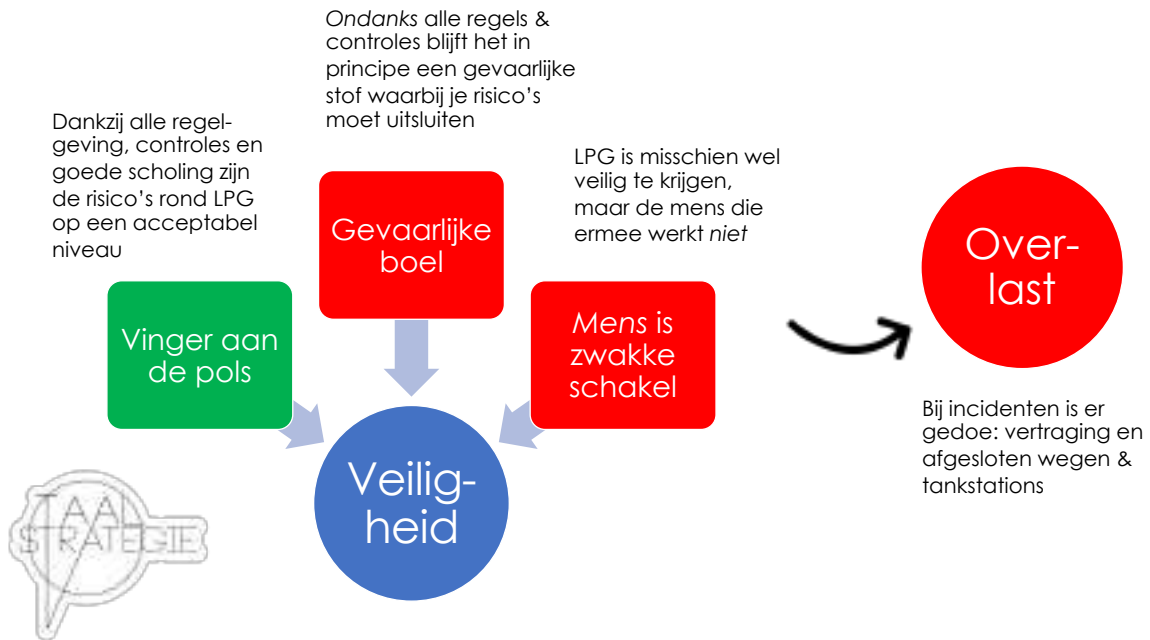 Ondanks alle regels &
controles blijft het in
principe een gevaarlijke
stof waarbij je risico's
moet uitsluiten
Dankzij alle regel-
geving, controles en
goede scholing zijn
de risico's rond LPG
op een acceptabel
niveau
LPG is misschien wel
veilig te krijgen,
maar de mens die
ermee werkt niet
Gevaarlijke
boel
Vinger aan
de pols
Mens is
zwakke
schakel
Over-
last
Bij incidenten is er
gedoe: vertraging en
afgesloten wegen &
tankstations
Veilig-
heid
TAAL
STRATEGIE